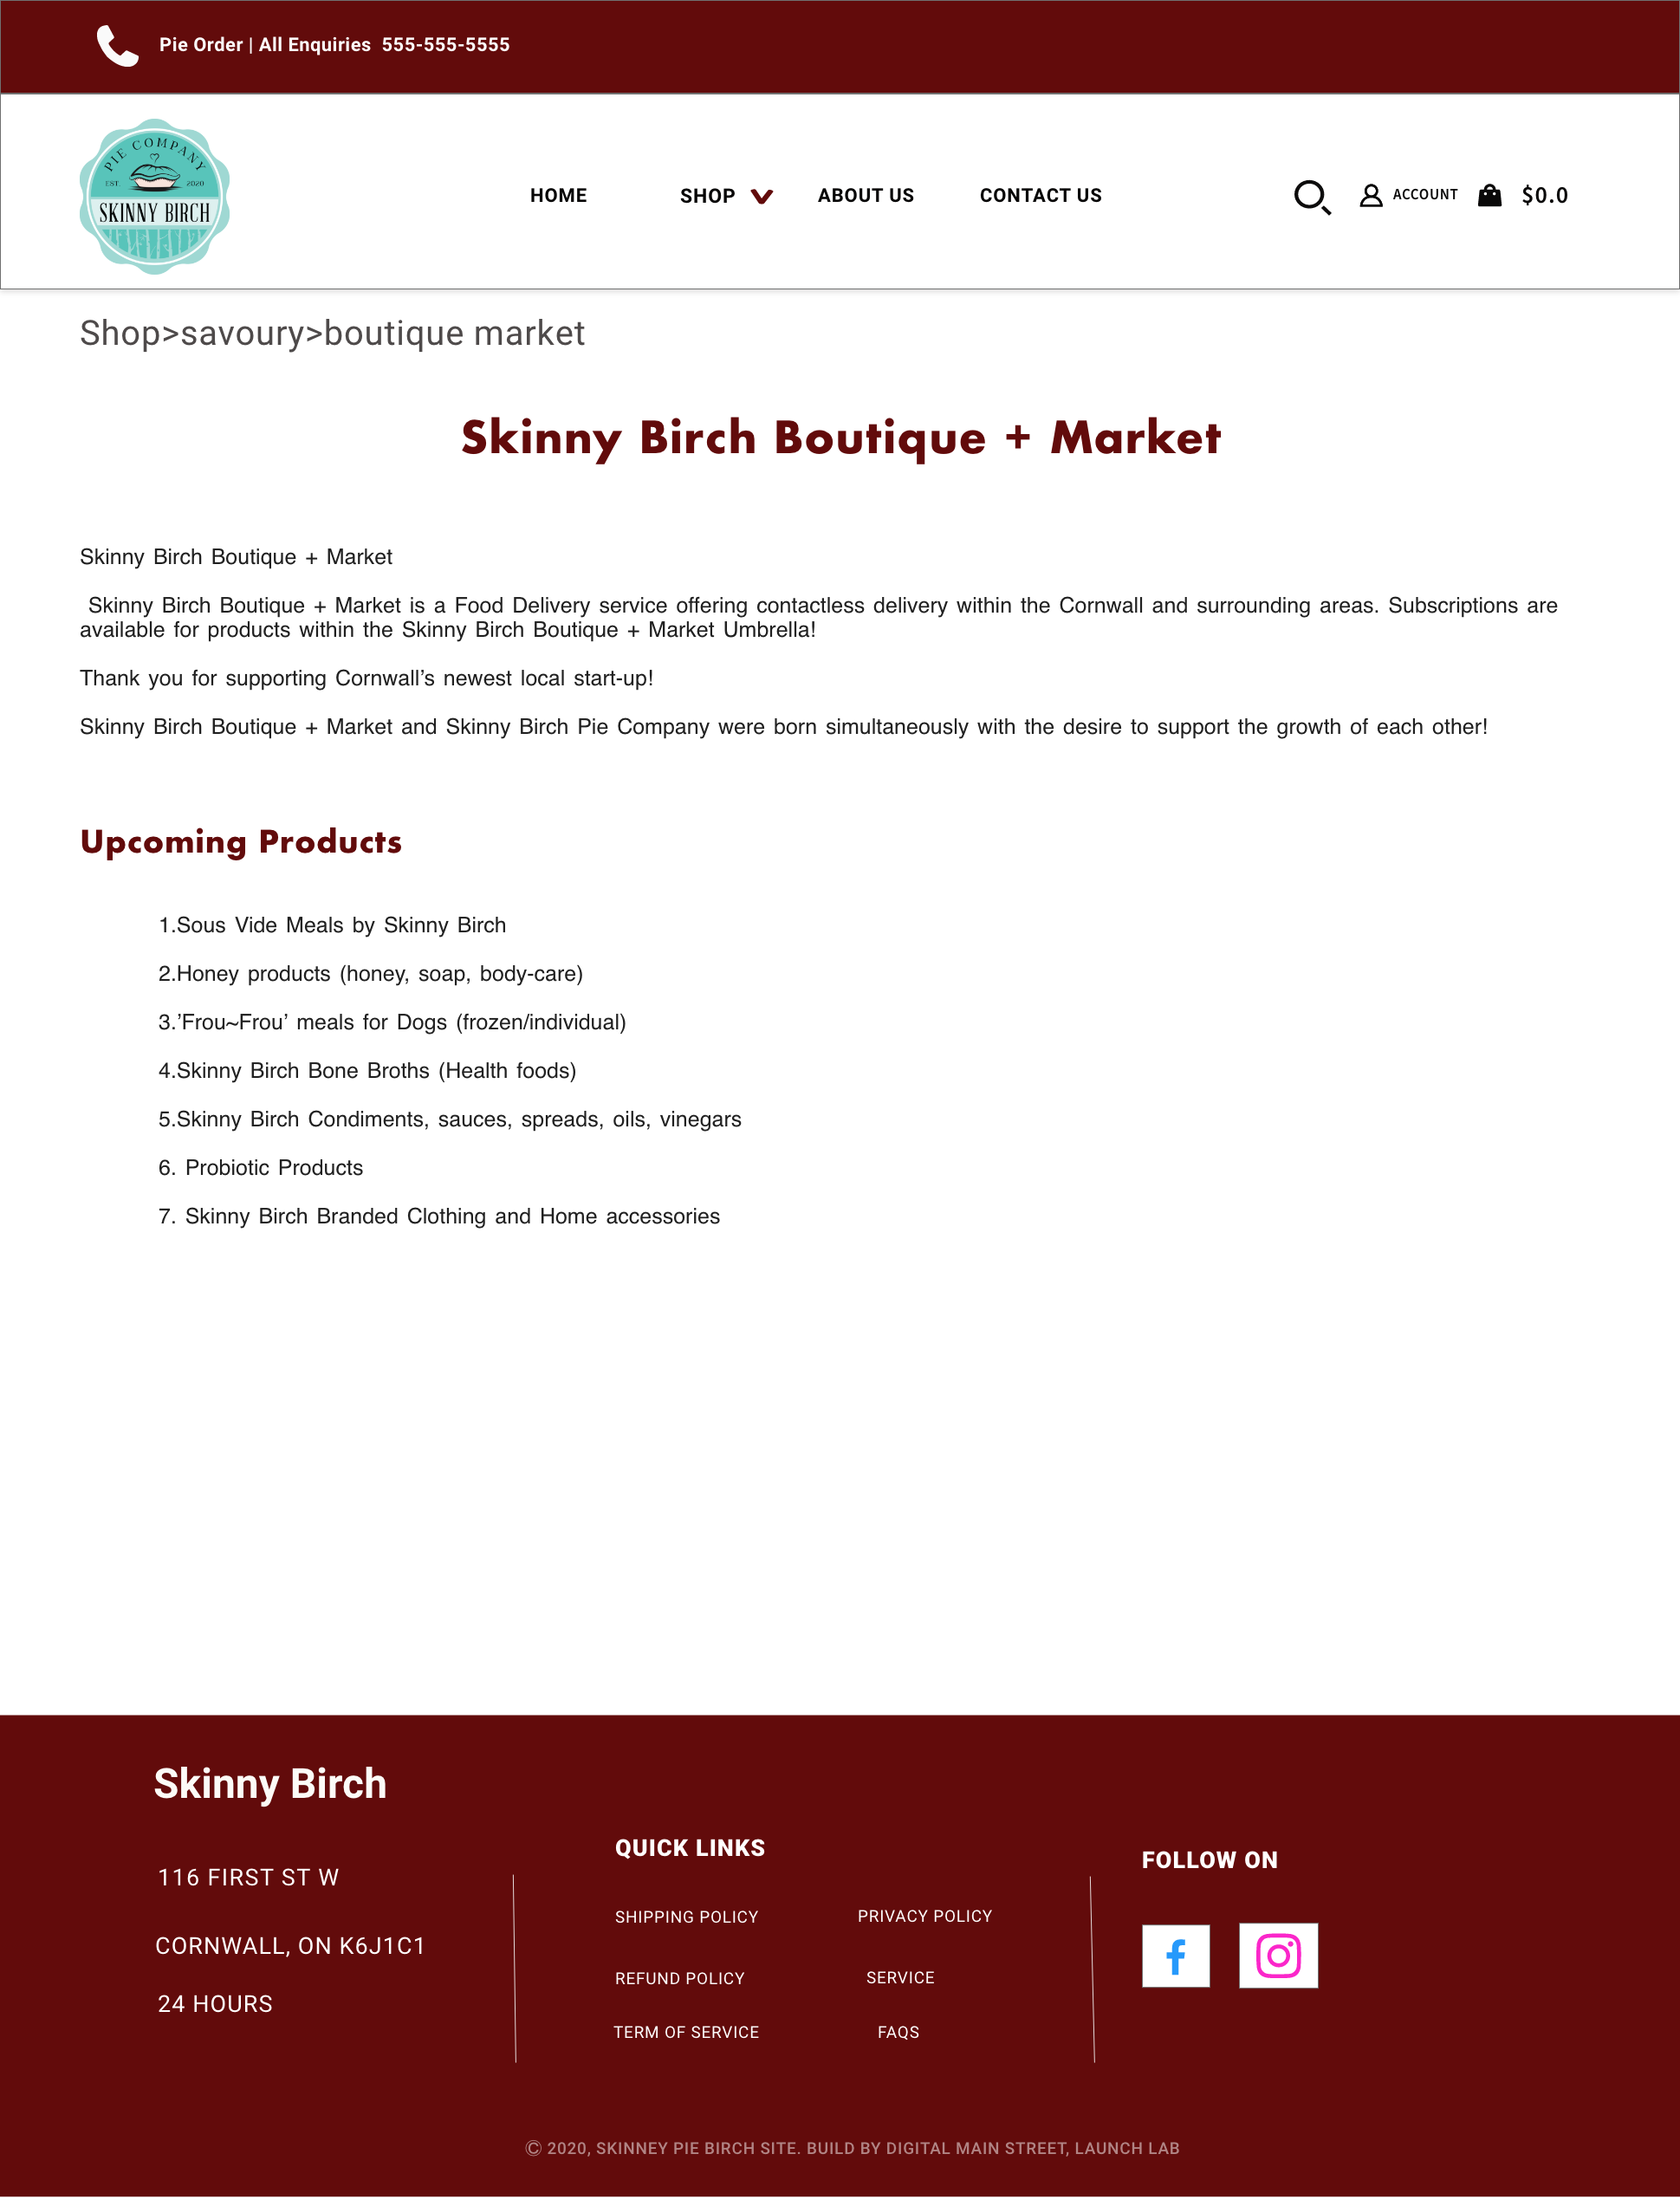 Pie Order | All Enquiries 555-555-5555
PIE COMPANY
EST. 2020
SKINNY BIRCH
HOME SHOP ABOUT US CONTACT US ACCOUNT $0.0
Shop>savoury>boutique market
Skinny Birch Boutique + Market
Skinny Birch Boutique + Market
Skinny Birch Boutique + Market is a Food Delivery service offering contactless delivery within the Cornwall and surrounding areas. Subscriptions are
available for products within the Skinny Birch Boutique + Market Umbrella!
Thank you for supporting Cornwall’s newest local start-up!
Skinny Birch Boutique + Market and Skinny Birch Pie Company were born simultaneously with the desire to support the growth of each other!
Upcoming Products
1.Sous Vide Meals by Skinny Birch
2.Honey products (honey, soap, body-care)
3.’Frou~Frou’ meals for Dogs (frozen/individual)
4.Skinny Birch Bone Broths (Health foods)
5.Skinny Birch Condiments, sauces, spreads, oils, vinegars
6. Probiotic Products
7. Skinny Birch Branded Clothing and Home accessories
Skinny Birch
116 FIRST ST W
CORNWALL, ON K6J1C1
24 HOURS
QUICK LINKS
SHIPPING POLICY PRIVACY POLICY
REFUND POLICY SERVICE
TERM OF SERVICE FAQS
FOLLOW ON
© 2020, SKINNEY PIE BIRCH SITE. BUILD BY DIGITAL MAIN STREET, LAUNCH LAB